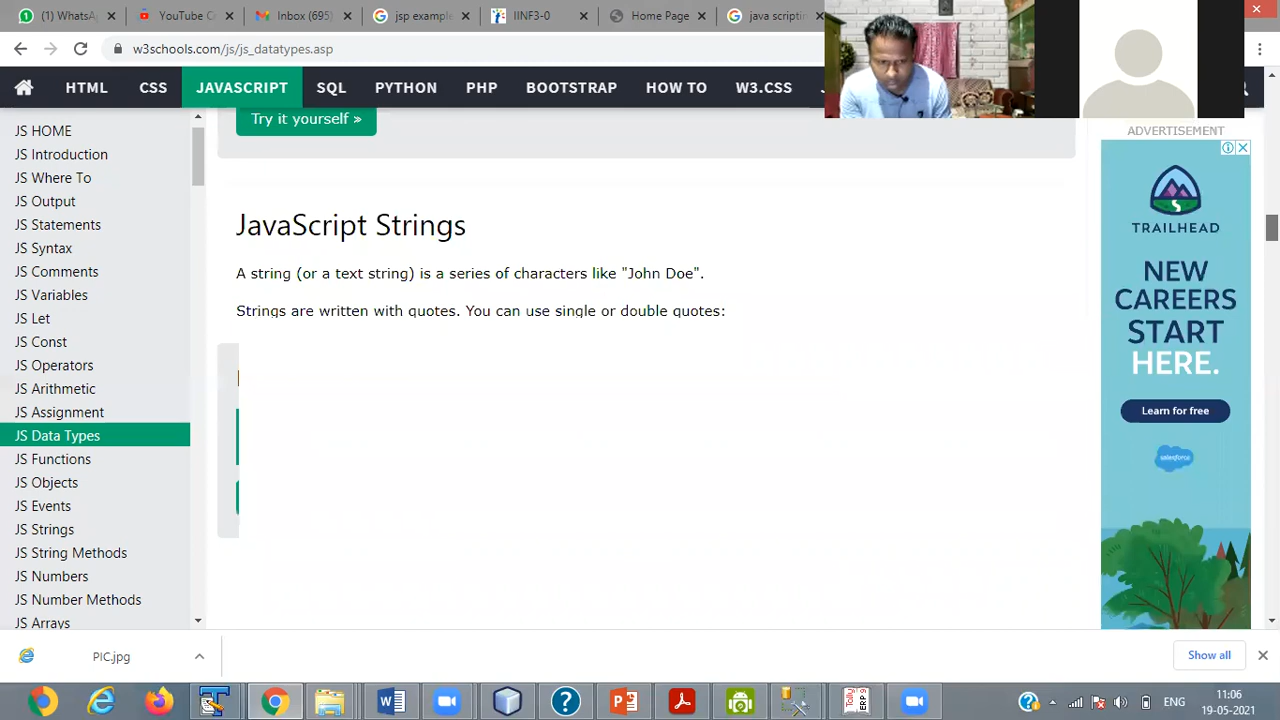 (1) WhatsA
YouTube C
Inbox (695)
jsp example
IINF3-0
Home Page
java scriptin
w3schools.com/js/js_datatypes.asp
HTML
CSS
JAVASCRIPT
SQL
PYTHON
PHP
BOOTSTRAP
HOW TO
W3.CSS
JS HOME
JS Introduction
JS Where To
JS Output
JS Statements
JS Syntax
JS Comments
JS Variables
JS Let
JS Const
JS Operators
JS Arithmetic
JS Assignment
JS Data Types
JS Functions
JS Objects
JS Events
JS Strings
JS String Methods
JS Numbers
JS Number Methods
JS Arrays
Try it yourself »
JavaScript Strings
A string (or a text string) is a series of characters like "John Doe".
Strings are written with quotes. You can use single or double quotes:
ADVERTISEMENT
TRAILHEAD
NEW
CAREERS
START
HERE.
Learn for free
salesforce
PIC.jpg
Show all
ENG
11:06
19-05-2021